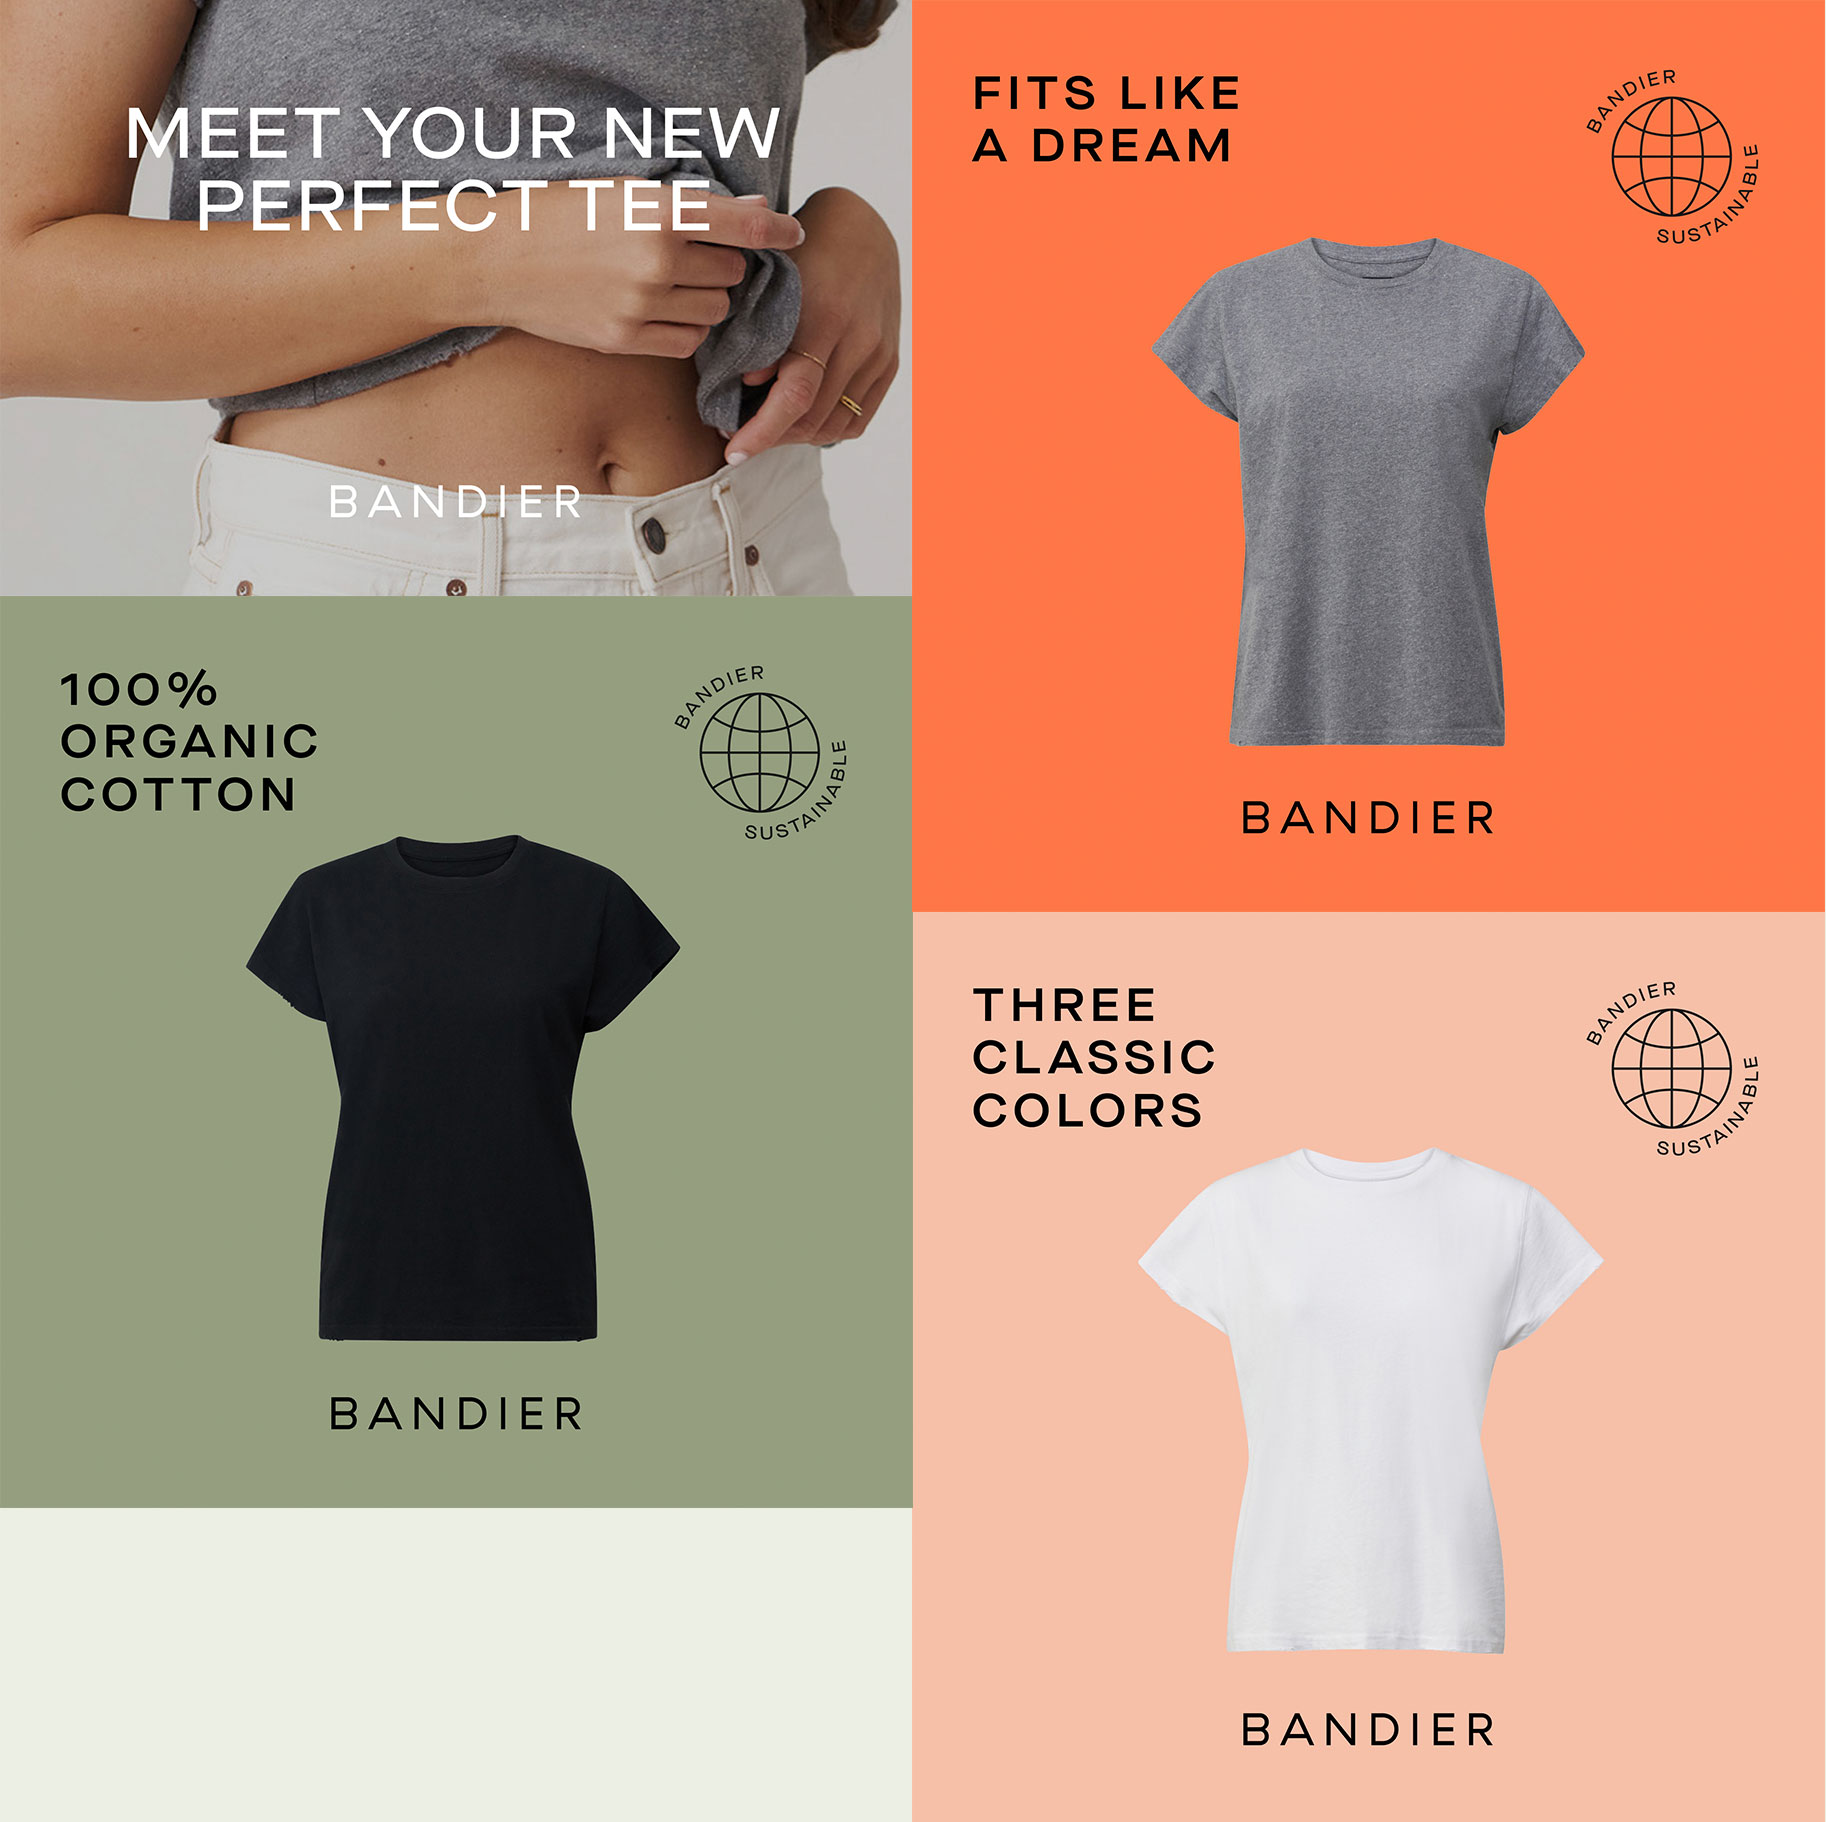 MEET YOUR NEW
PERFECT TEE
BANDIER
FITS LIKE
A DREAM
BANDIER
SUSTAINABLE
BANDIER
100%
ORGANIC
COTTON
BANDIER
SUSTAINABLE
BANDIER
THREE
CLASSIC
COLORS
BANDIER
SUSTAINABLE
BANDIER